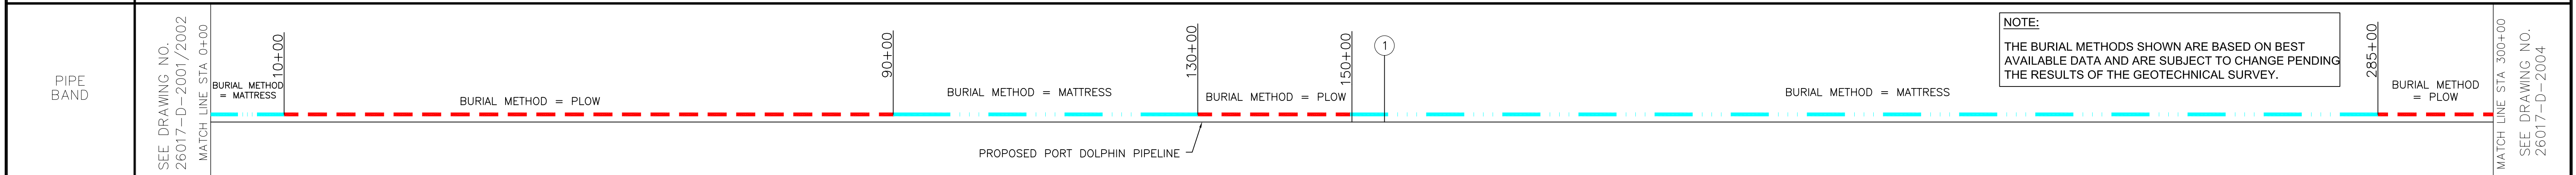 PIPE
BAND
SEE DRAWING NO.
26017-D-2001/2002
MATCH LINE STA 0+00
BURIAL METHOD
= MATTRESS
10+00
BURIAL METHOD = PLOW
90+00
BURIAL METHOD = MATTRESS
130+00
BURIAL METHOD = PLOW
150+00
1
PROPOSED PORT DOLPHIN PIPELINE
BURIAL METHOD = MATTRESS
NOTE:
THE BURIAL METHODS SHOWN ARE BASED ON BEST
AVAILABLE DATA AND ARE SUBJECT TO CHANGE PENDING
THE RESULTS OF THE GEOTECHNICAL SURVEY.
285+00
BURIAL METHOD
= PLOW
MATCH LINE STA 300+00
SEE DRAWING NO.
26017-D-2004